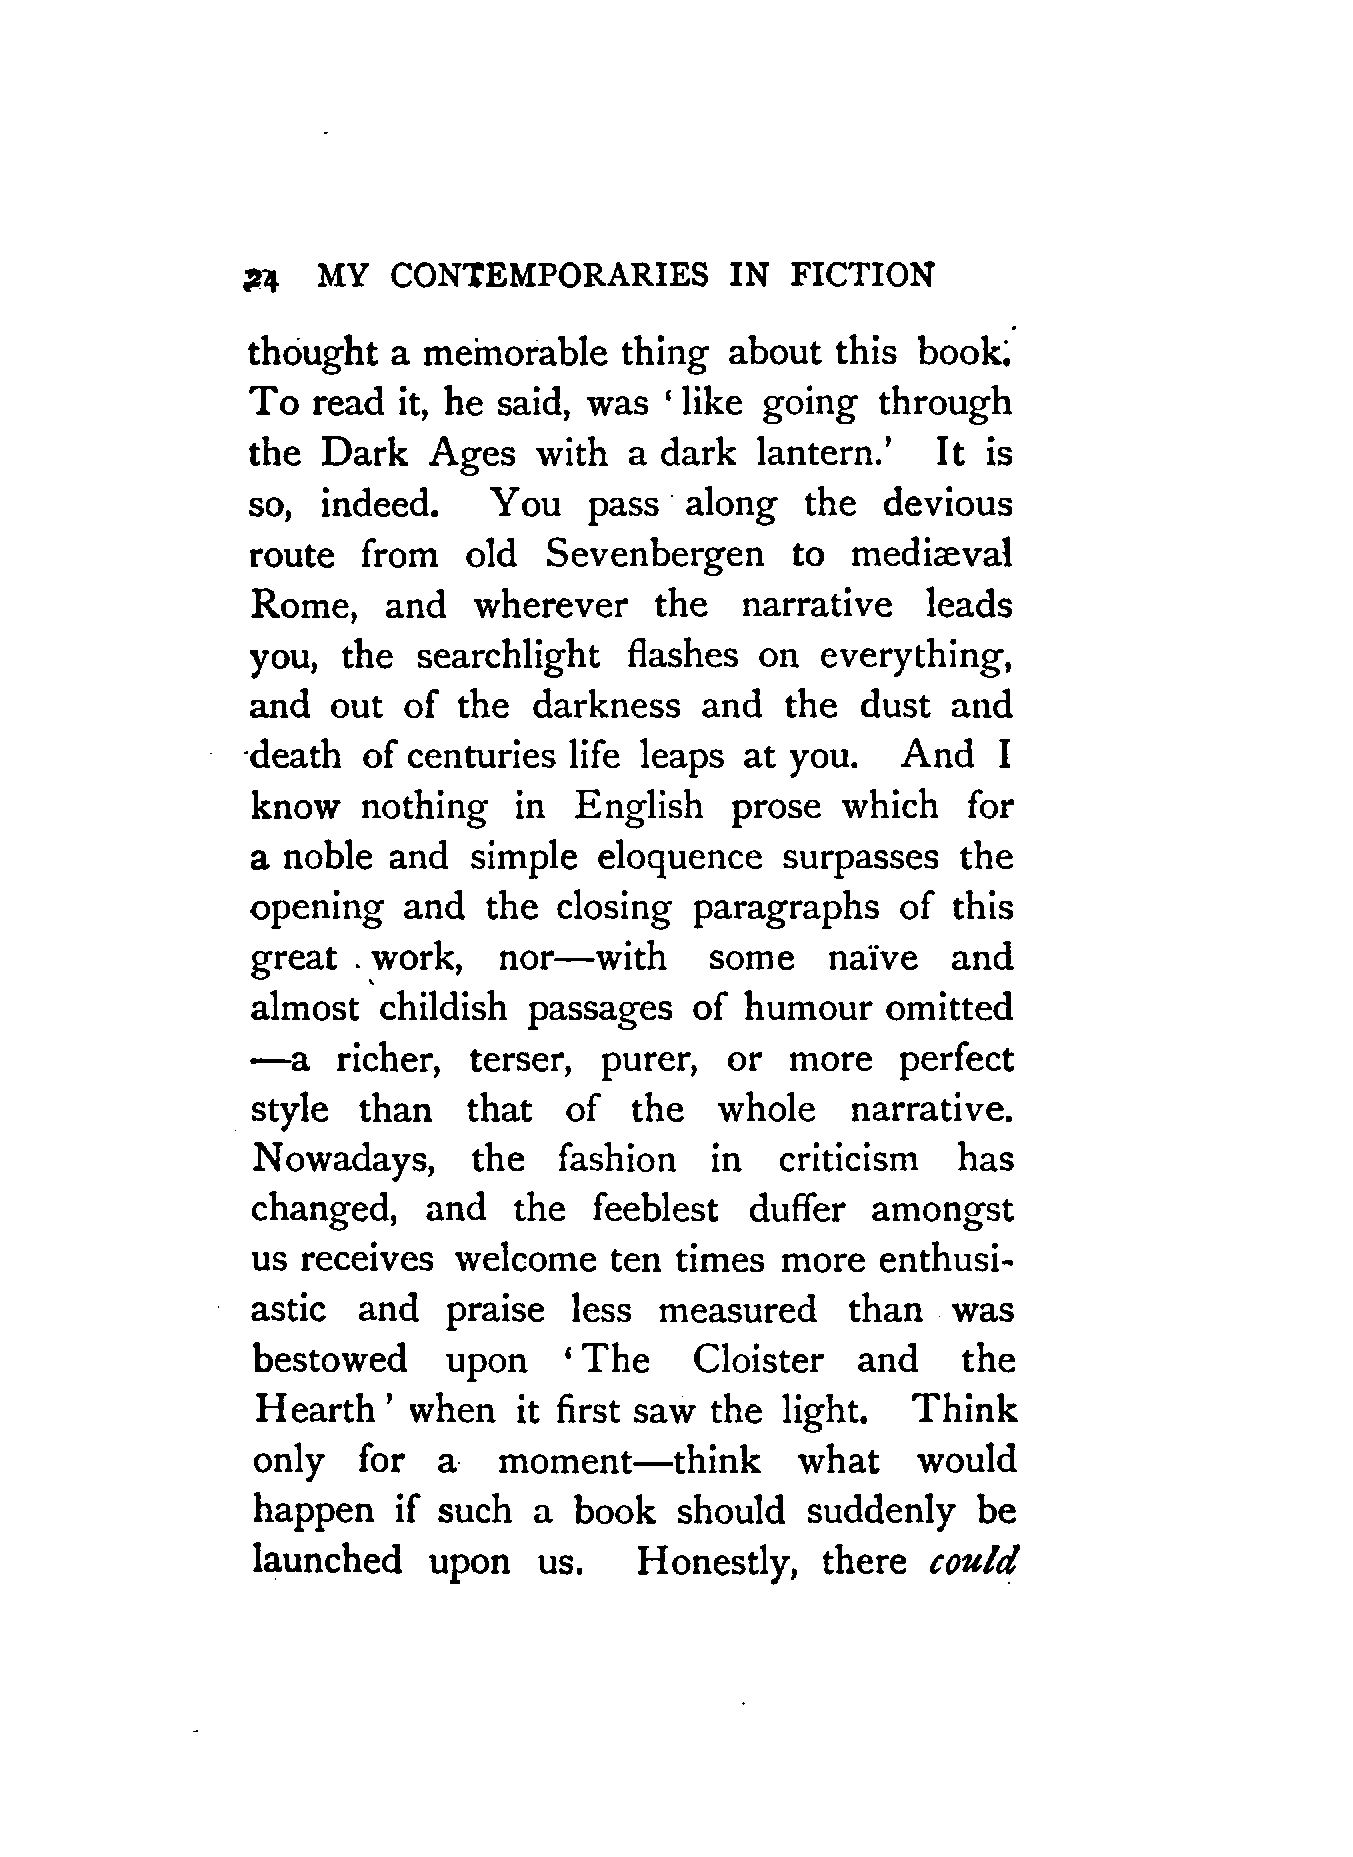 24 MY CONTEMPORARIES IN FICTION
thought a memorable thing about this book.
To read it, he said, was ‘like going through
the Dark Ages with a dark lantern.’ It is
so, indeed. You pass along the devious
route from old Sevenbergen to mediæval
Rome, and wherever the narrative leads
you, the searchlight flashes on everything,
and out of the darkness and the dust and
death of centuries life leaps at you. And I
know nothing in English prose which for
a noble and simple eloquence surpasses the
opening and the closing paragraphs of this
great work, nor—with some naïve and
almost childish passages of humour omitted
—a richer, terser, purer, or more perfect
style than that of the whole narrative.
Nowadays, the fashion in criticism has
changed, and the feeblest duffer amongst
us receives welcome ten times more enthusi-
astic and praise less measured than was
bestowed upon ‘The Cloister and the
Hearth’ when it first saw the light. Think
only for a moment—think what would
happen if such a book should suddenly be
launched upon us. Honestly, there could